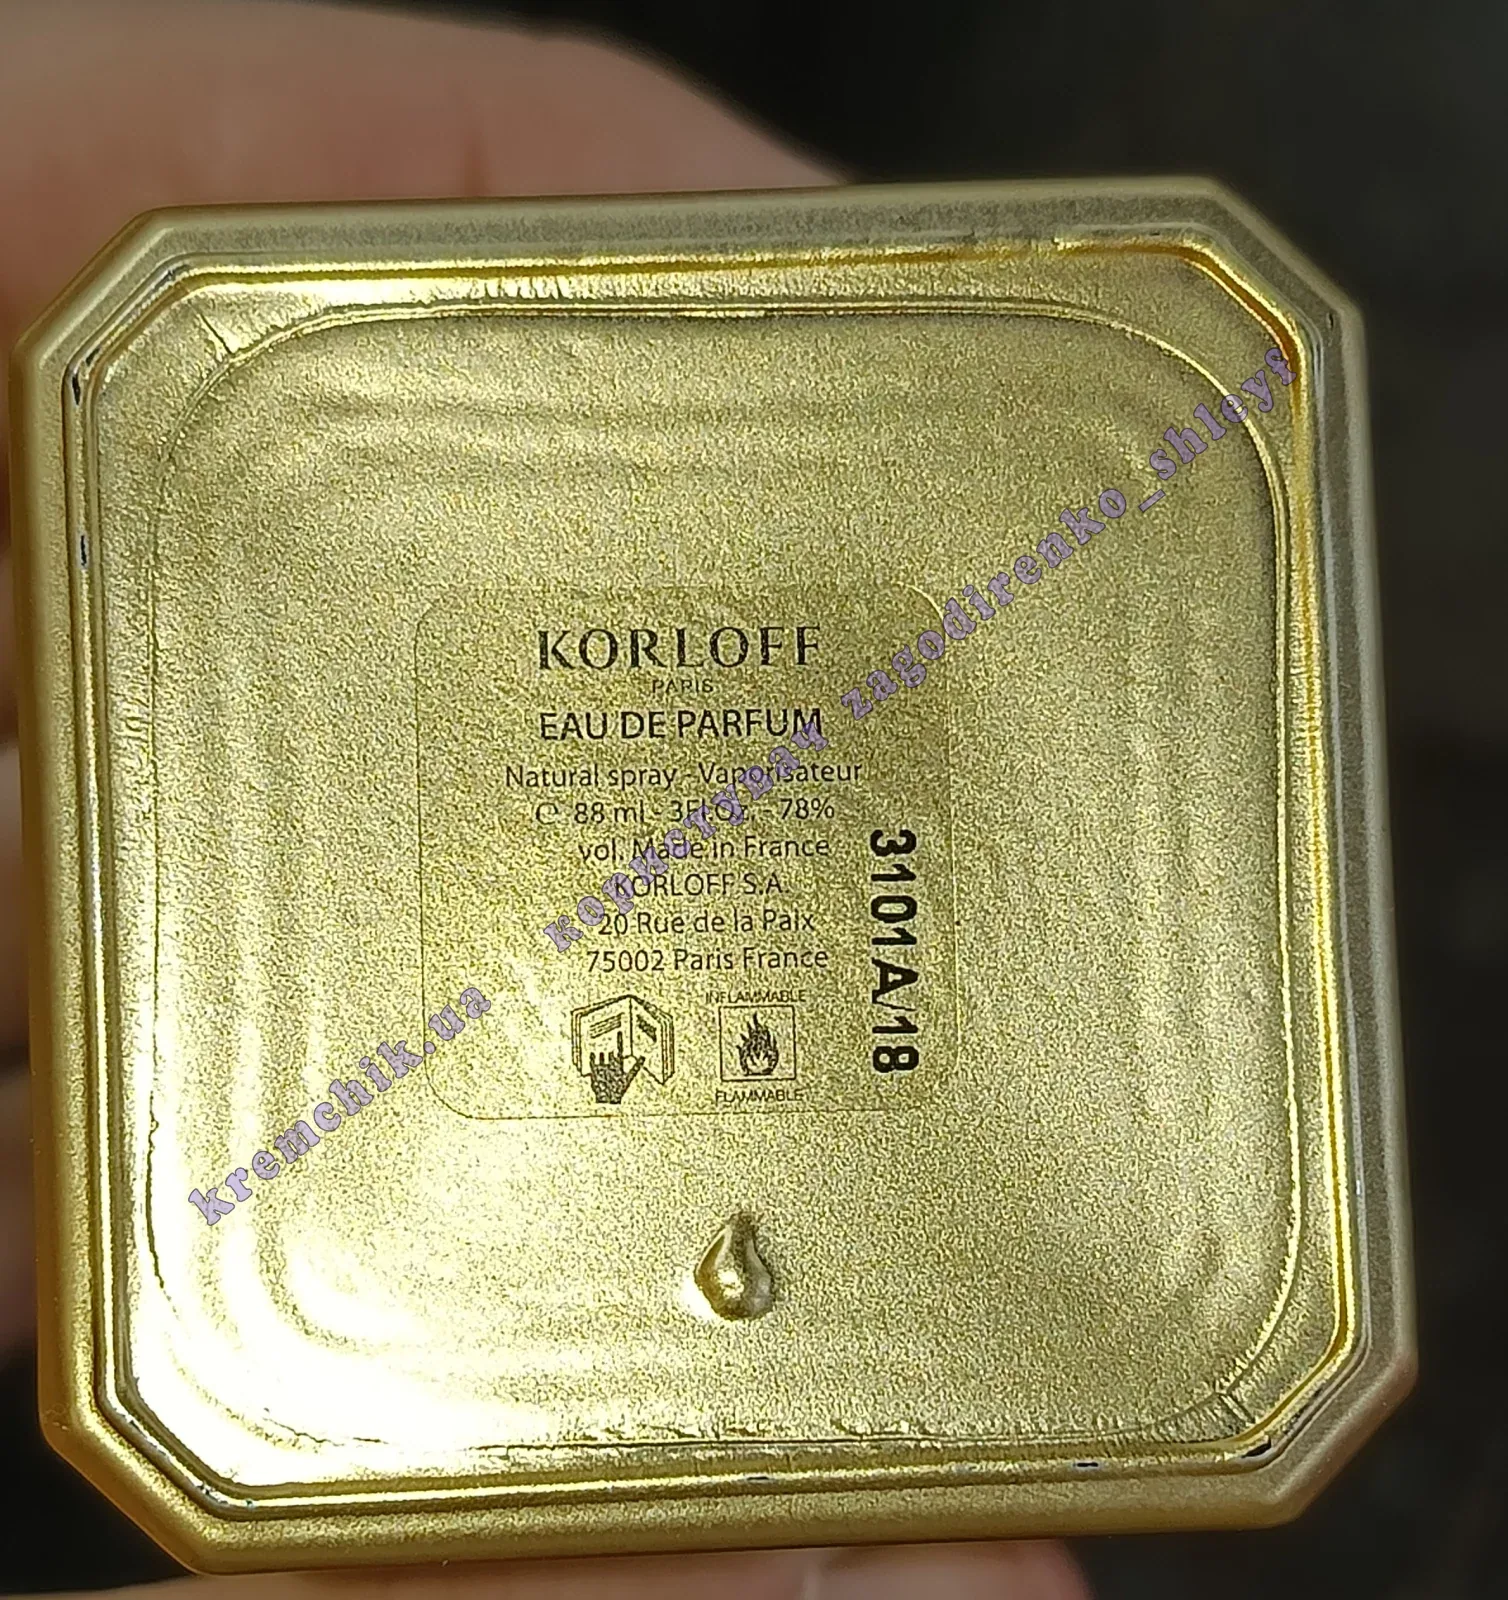 KORLOFF
PARIS
EAU DE PARFUM
Natural spray - Vaporisateur
℮ 88 ml - 3Fl.Oz. - 78%
vol. Made in France
KORLOFF S.A.
20 Rue de la Paix
75002 Paris France
INFLAMMABLE
FLAMMABLE
3101A/18
kremchik.ua користувач zagodirenko_shleyf